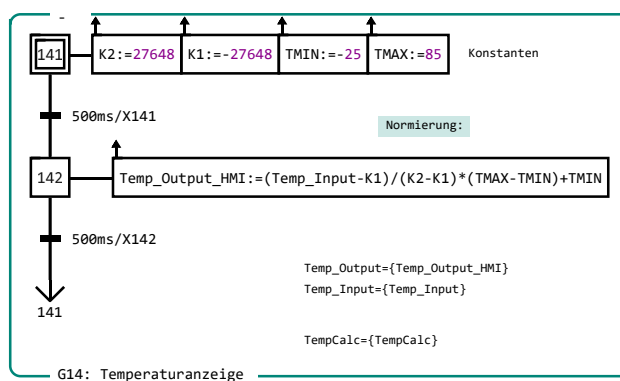 -
141 K2:=27648 K1:=-27648 TMIN:=-25 TMAX:=85 Konstanten
500ms/X141
Normierung:
142 Temp_Output_HMI:=(Temp_Input-K1)/(K2-K1)*(TMAX-TMIN)+TMIN
500ms/X142
Temp_Output={Temp_Output_HMI}
Temp_Input={Temp_Input}
141
TempCalc={TempCalc}
G14: Temperaturanzeige